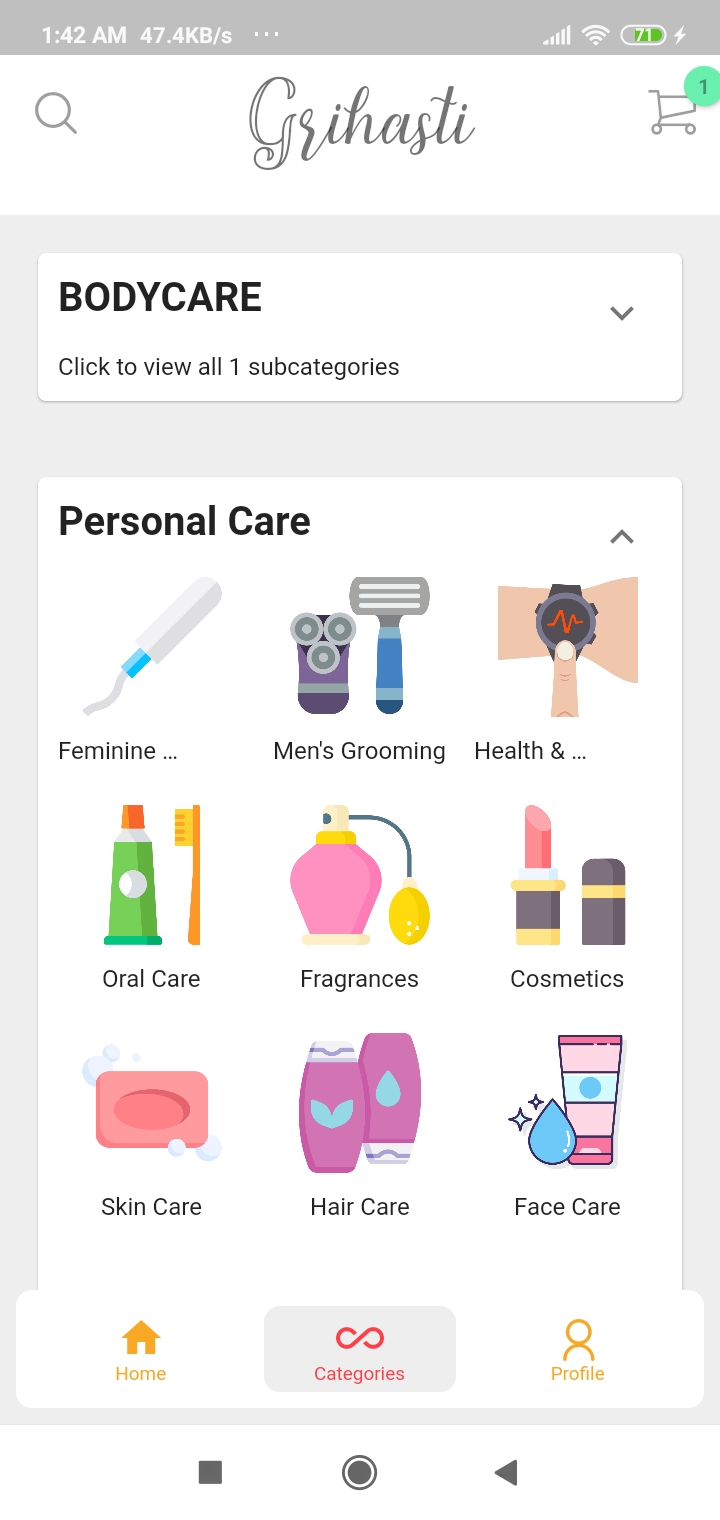 1:42 AM 47.4KB/s ...
71
1
Grihasti
BODYCARE
Click to view all 1 subcategories
Personal Care
Feminine ...
Men's Grooming
Health & ...
Oral Care
Fragrances
Cosmetics
Skin Care
Hair Care
Face Care
Home
Categories
Profile